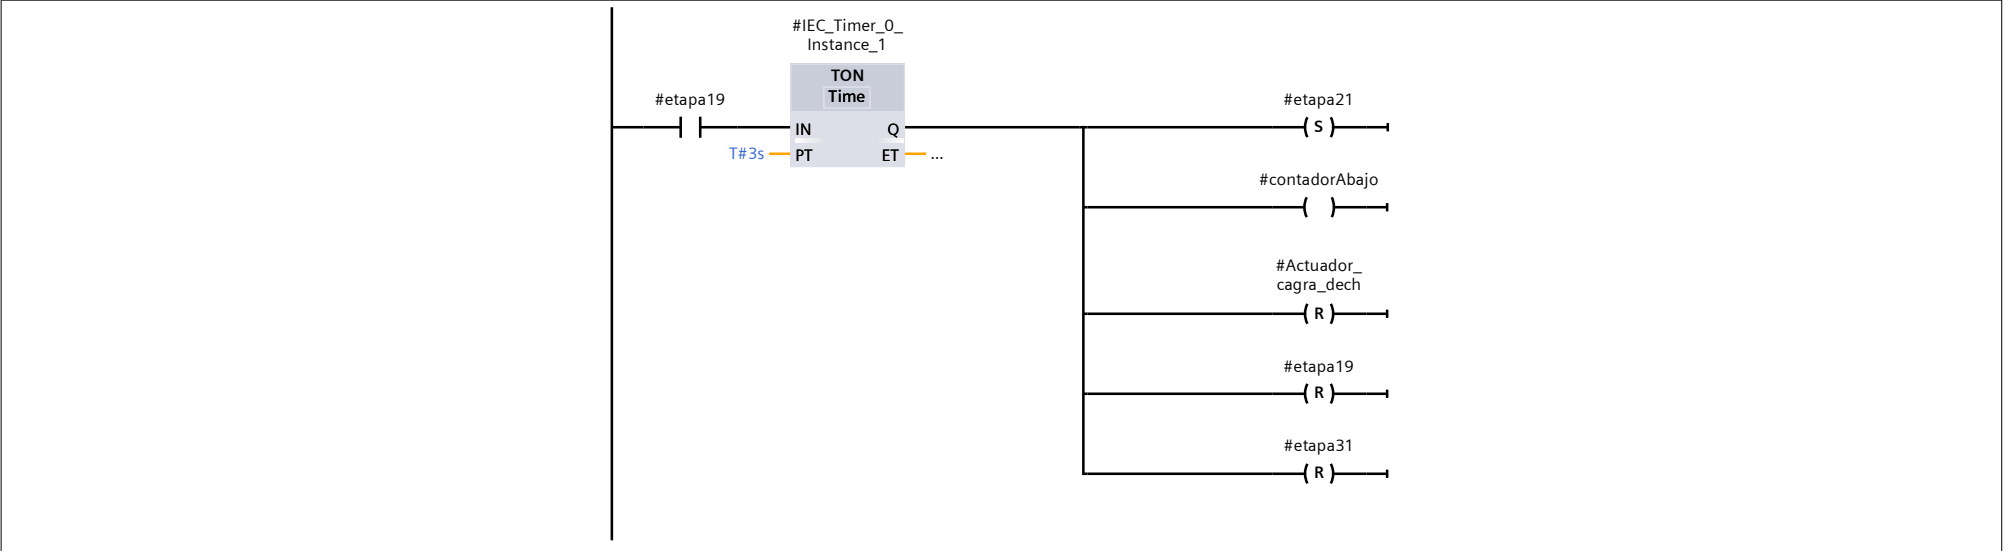 #IEC_Timer_0_
Instance_1
TON
Time
#etapa19
#etapa21
IN
Q
( S )
T#3s
PT
ET
...
#contadorAbajo
( )
#Actuador_
cagra_dech
( R )
#etapa19
( R )
#etapa31
( R )